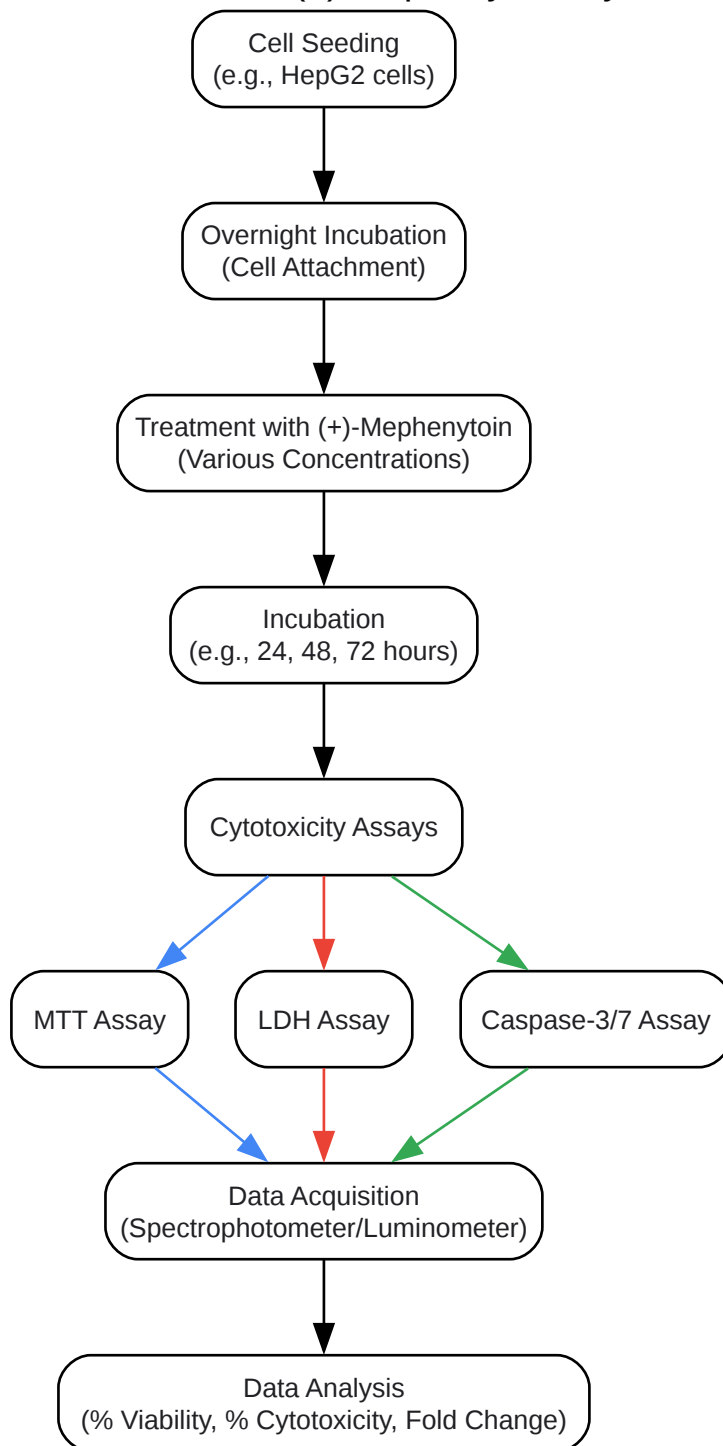 Cell Seeding
(e.g., HepG2 cells)
Overnight Incubation
(Cell Attachment)
Treatment with (+)-Mephenytoin
(Various Concentrations)
Incubation
(e.g., 24, 48, 72 hours)
Cytotoxicity Assays
MTT Assay
LDH Assay
Caspase-3/7 Assay
Data Acquisition
(Spectrophotometer/Luminometer)
Data Analysis
(% Viability, % Cytotoxicity, Fold Change)